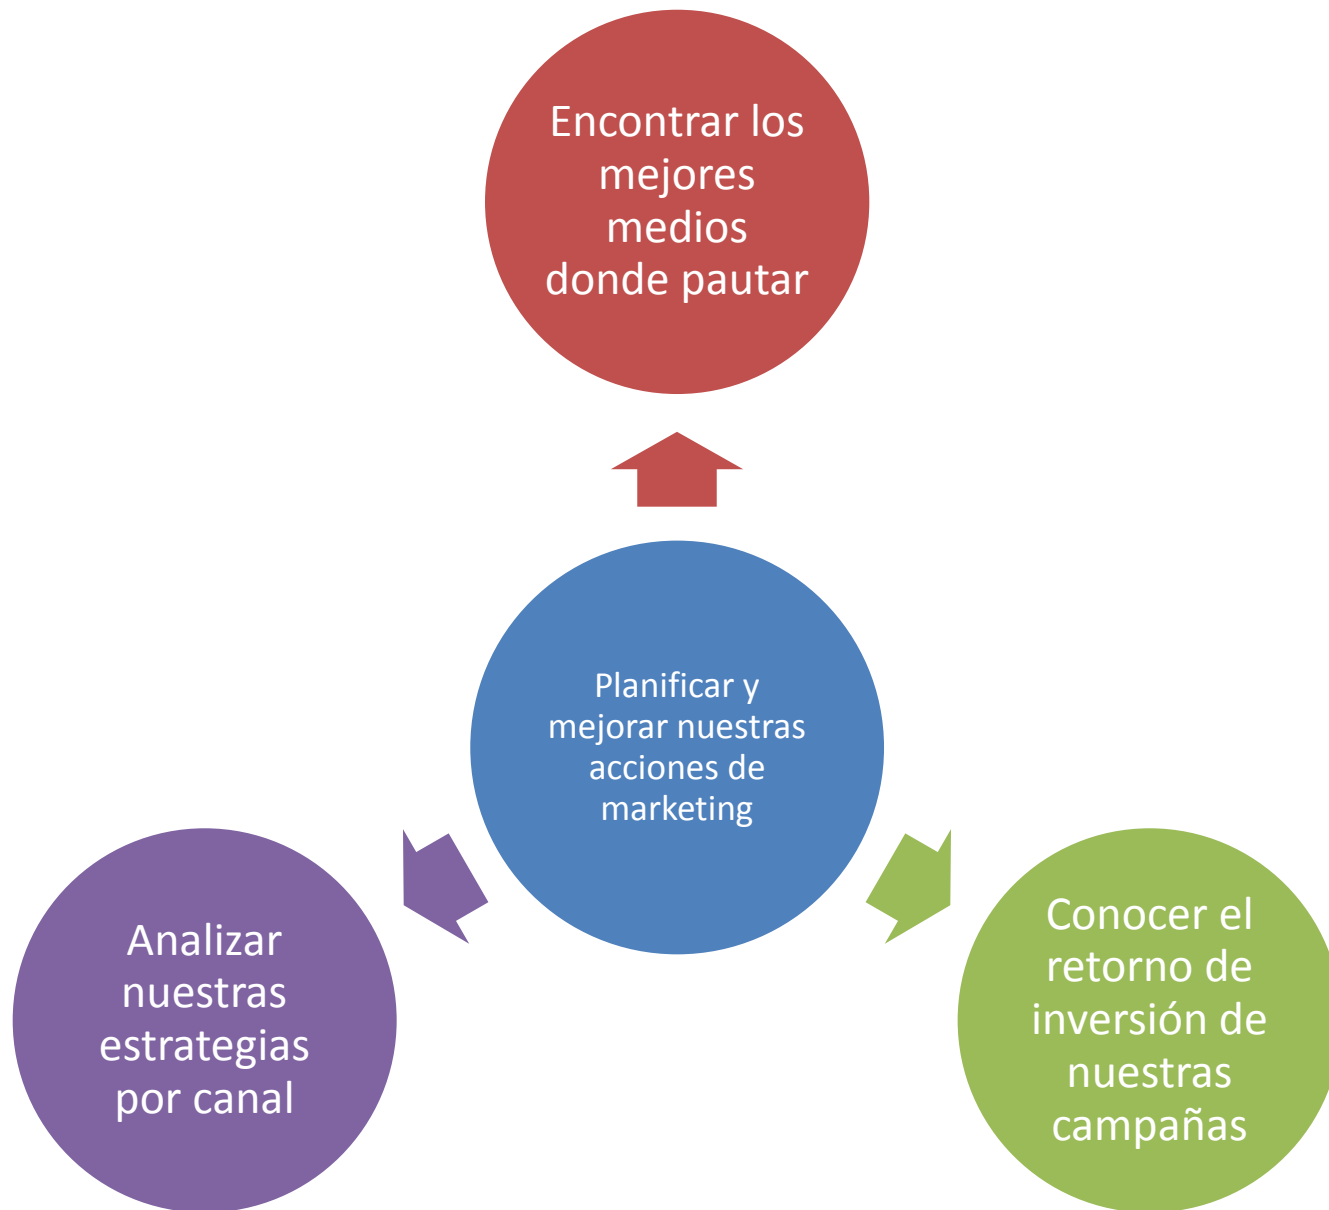 Encontrar los
mejores
medios
donde pautar
Planificar y
mejorar nuestras
acciones de
marketing
Analizar
nuestras
estrategias
por canal
Conocer el
retorno de
inversión de
nuestras
campañas